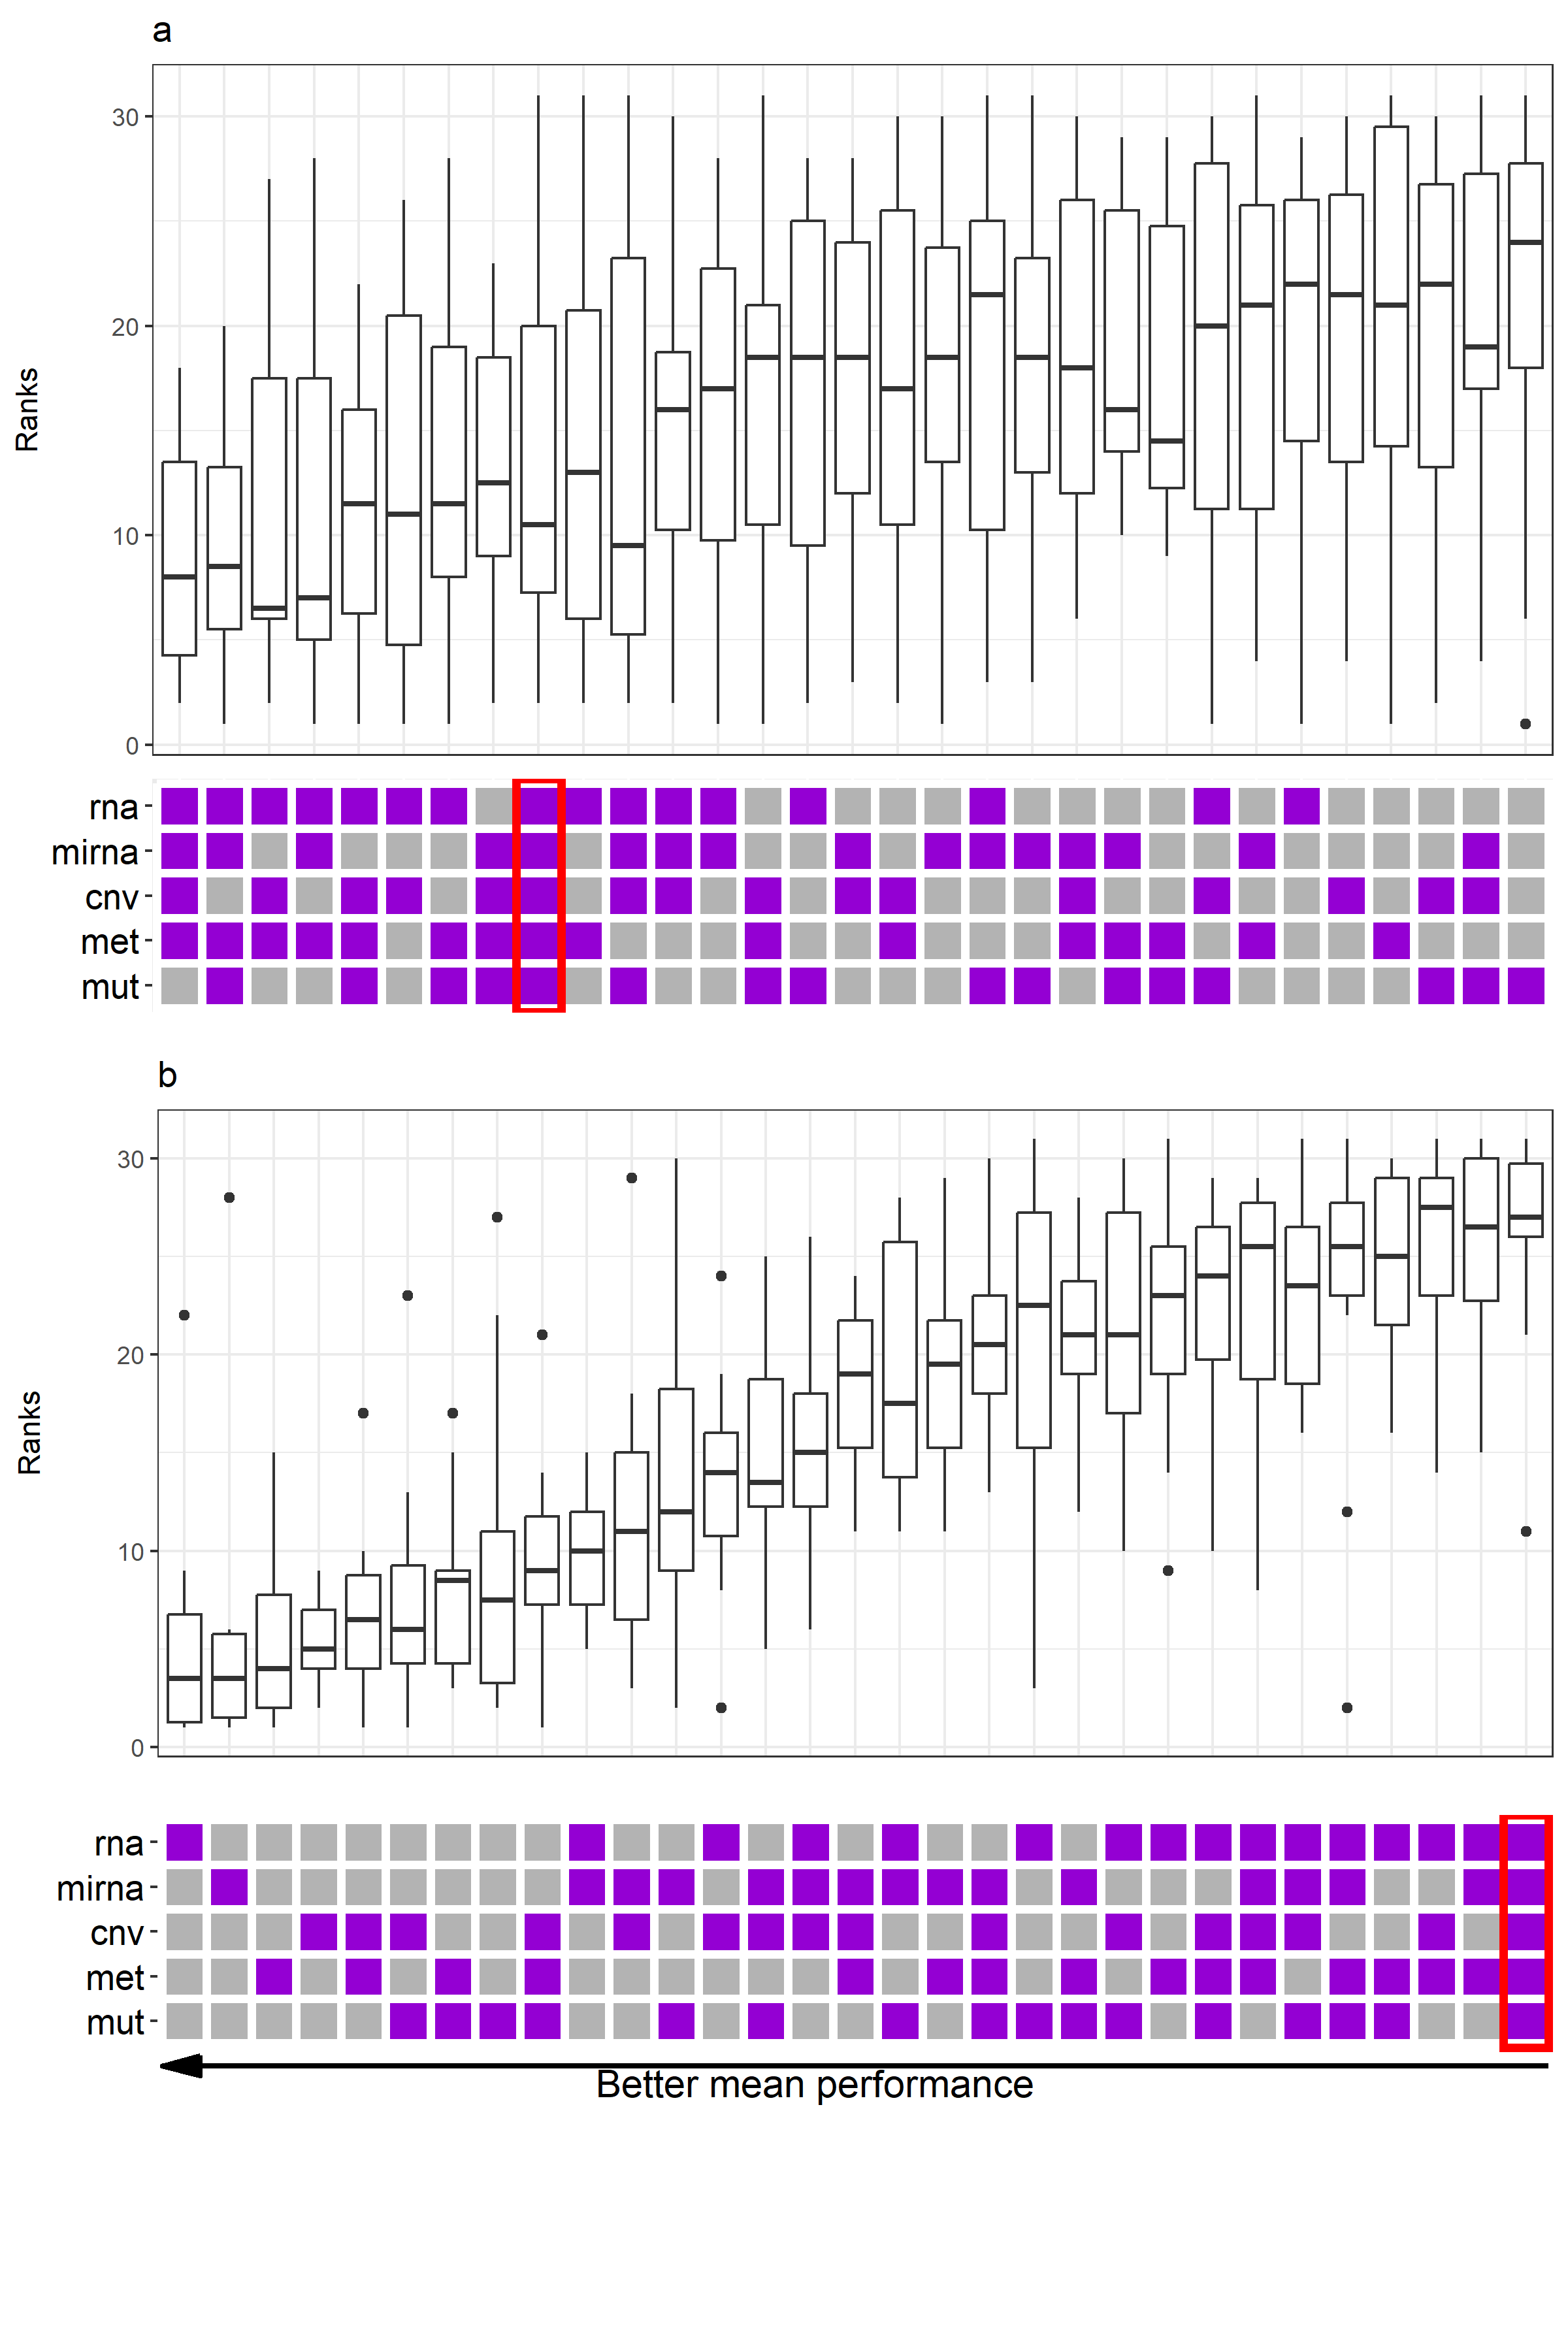 a
30
20
10
0
Ranks
rna
mirna
cnv
met
mut
b
30
20
10
0
Ranks
rna
mirna
cnv
met
mut
Better mean performance